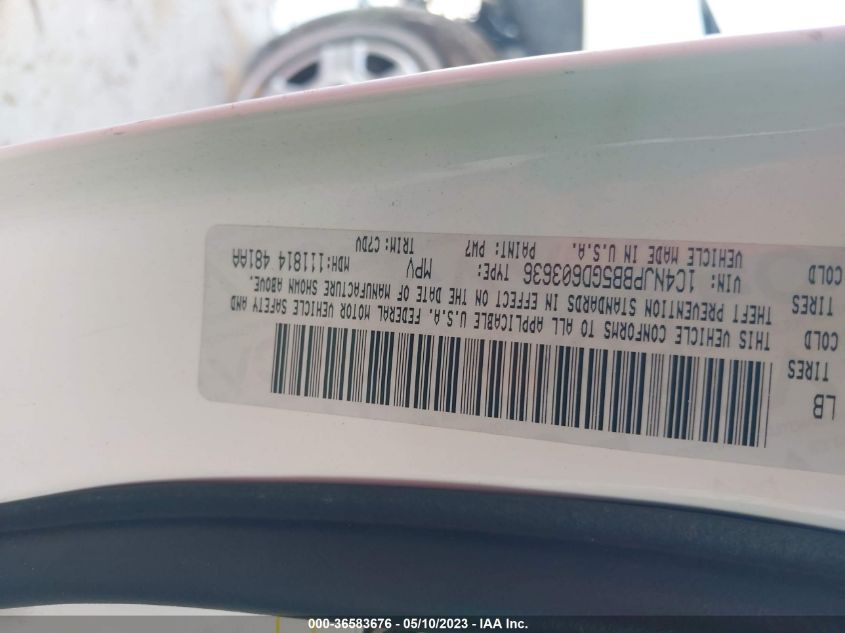 LB
TIRES
COLD
TIRES
COLD
THIS VEHICLE CONFORMS TO ALL APPLICABLE U.S.A. FEDERAL MOTOR VEHICLE SAFETY AND
THEFT PREVENTION STANDARDS IN EFFECT ON THE DATE OF MANUFACTURE SHOWN ABOVE.
VIN: 1C4NJPBB5GD603636 TYPE: MPV MDH:111814 481AA
VEHICLE MADE IN U.S.A. PAINT: PW7 TRIM: C7DV
000-36583676 - 05/10/2023 - IAA Inc.